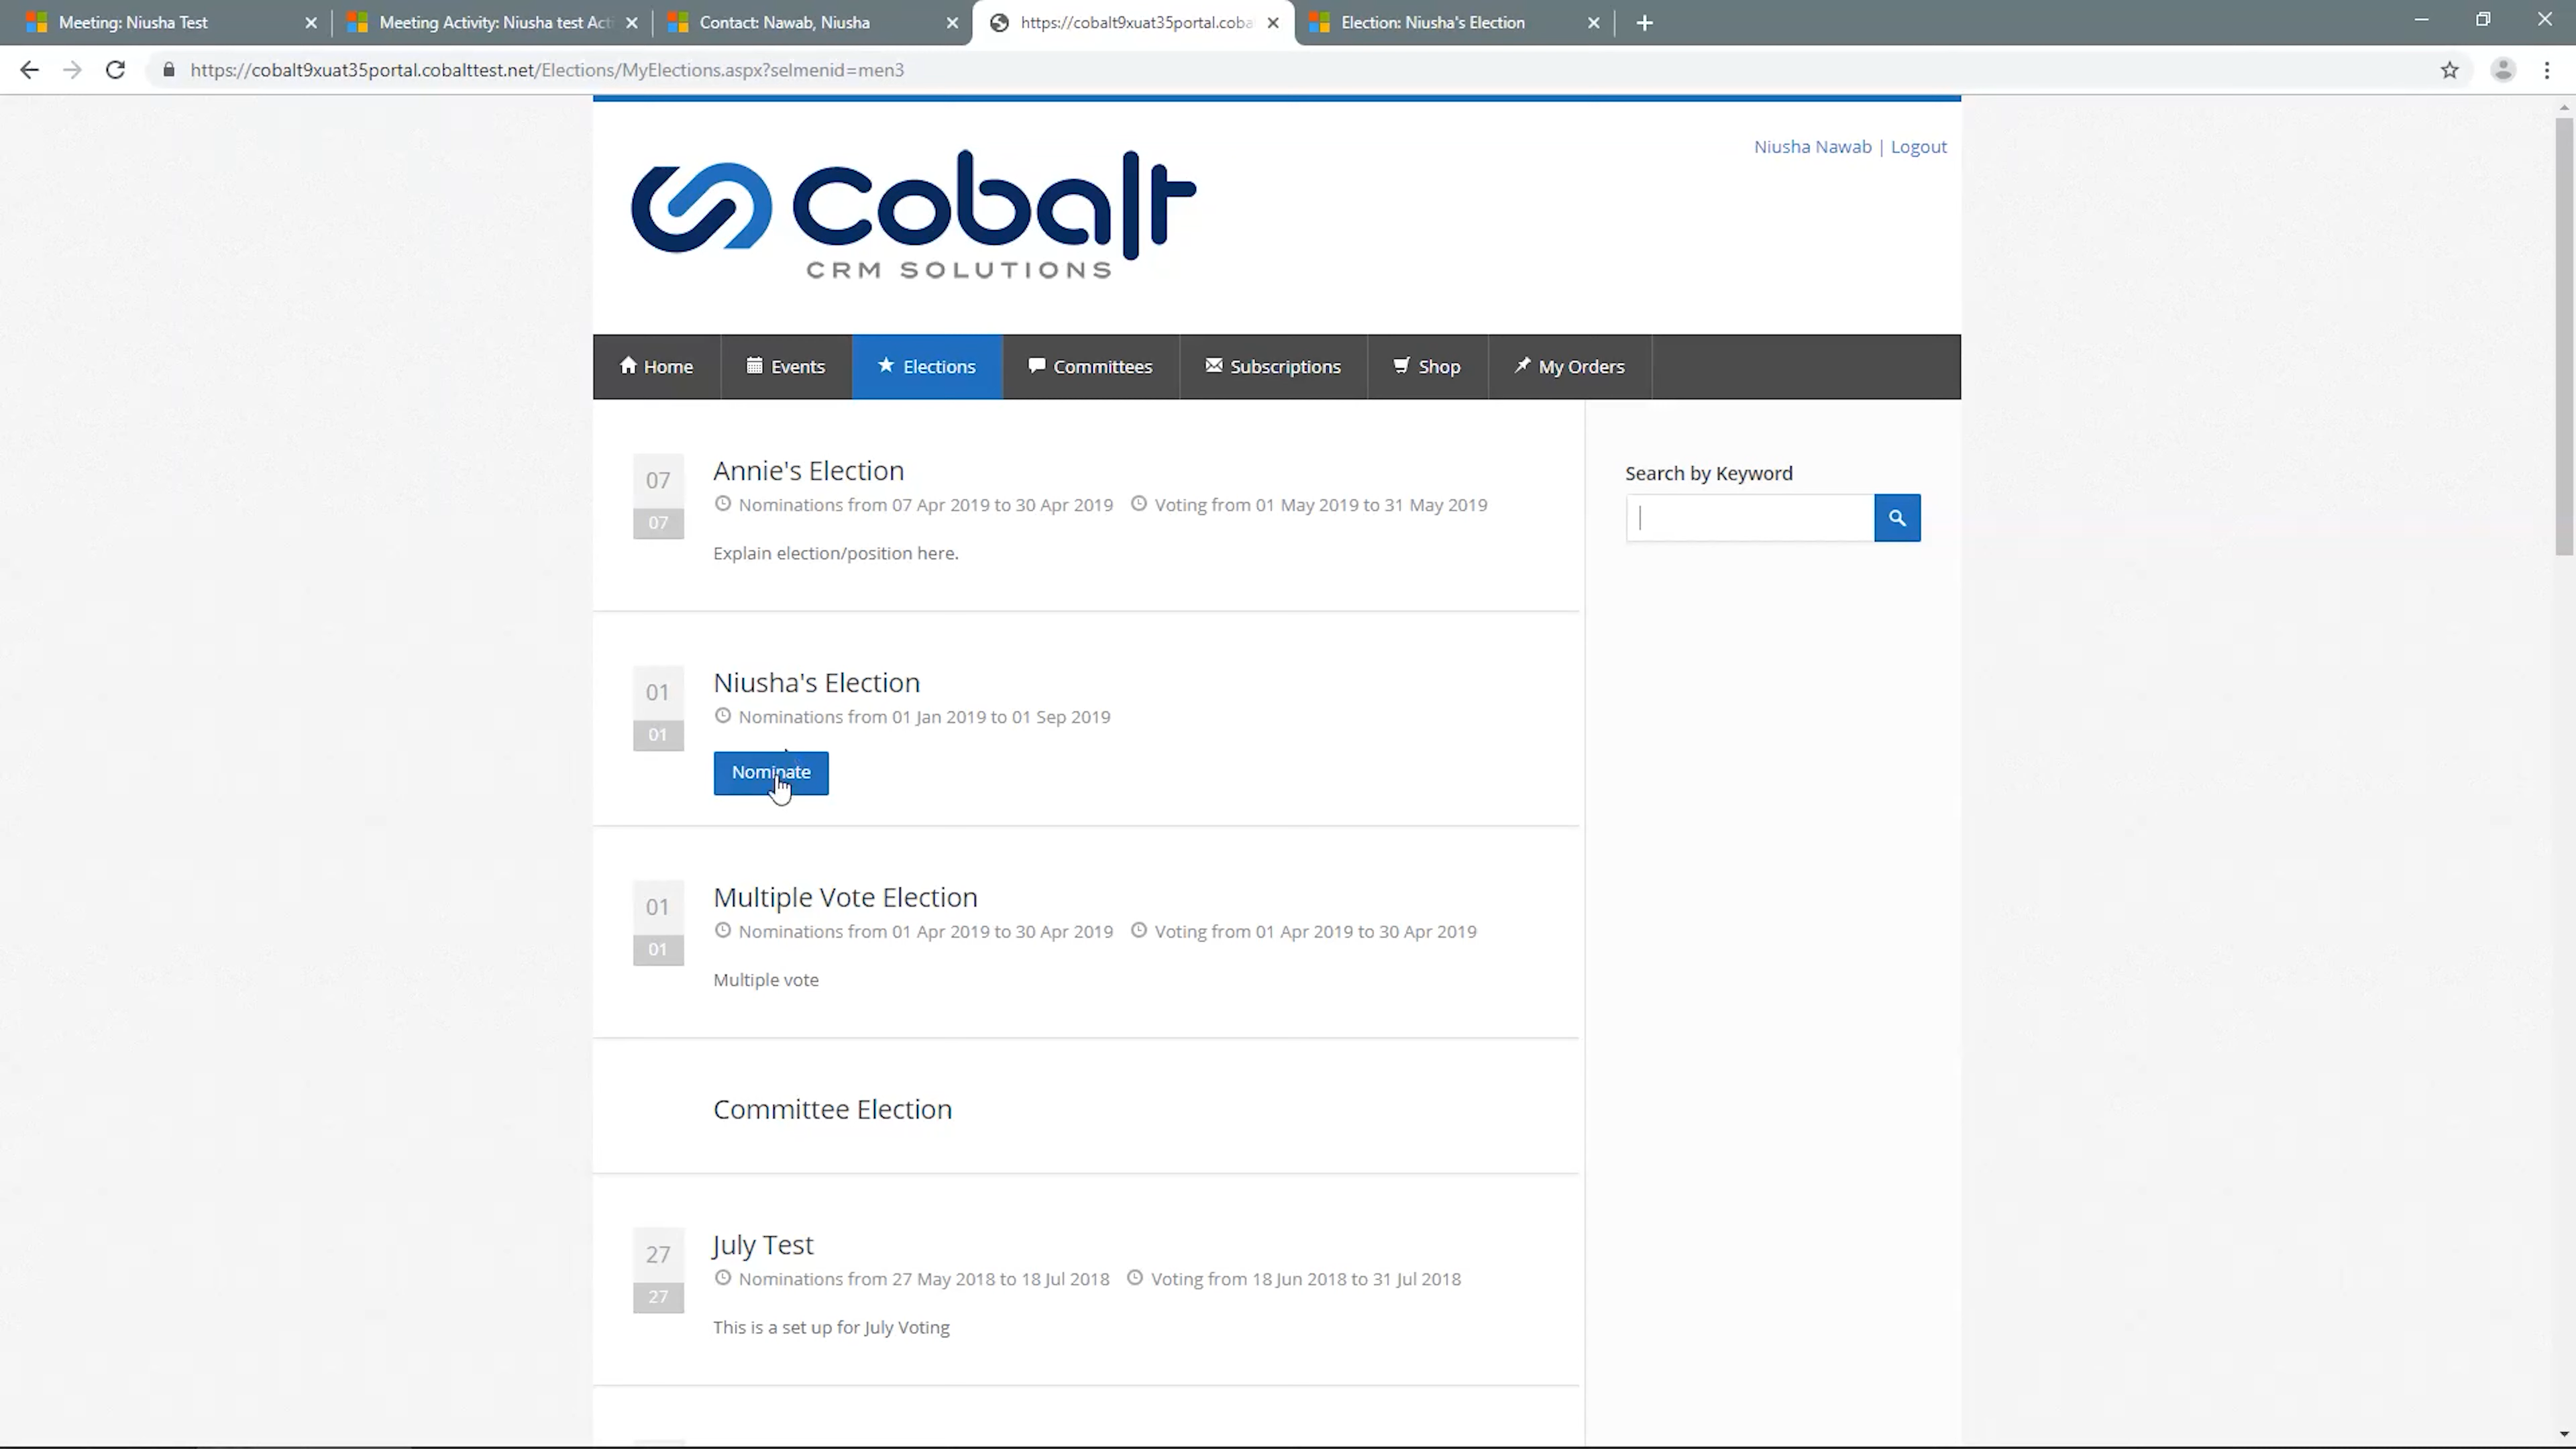 Meeting: Niusha Test
Meeting Activity: Niusha test Acti
Contact: Nawab, Niusha
https://cobalt9xuat35portal.coba
Election: Niusha's Election
https://cobalt9xuat35portal.cobalttest.net/Elections/MyElections.aspx?selmenid=men3
Niusha Nawab | Logout
cobalt
CRM SOLUTIONS
Home
Events
Elections
Committees
Subscriptions
Shop
My Orders
07
07
Annie's Election
Nominations from 07 Apr 2019 to 30 Apr 2019 Voting from 01 May 2019 to 31 May 2019
Explain election/position here.
Search by Keyword
01
01
Niusha's Election
Nominations from 01 Jan 2019 to 01 Sep 2019
Nominate
01
01
Multiple Vote Election
Nominations from 01 Apr 2019 to 30 Apr 2019 Voting from 01 Apr 2019 to 30 Apr 2019
Multiple vote
Committee Election
27
27
July Test
Nominations from 27 May 2018 to 18 Jul 2018 Voting from 18 Jun 2018 to 31 Jul 2018
This is a set up for July Voting